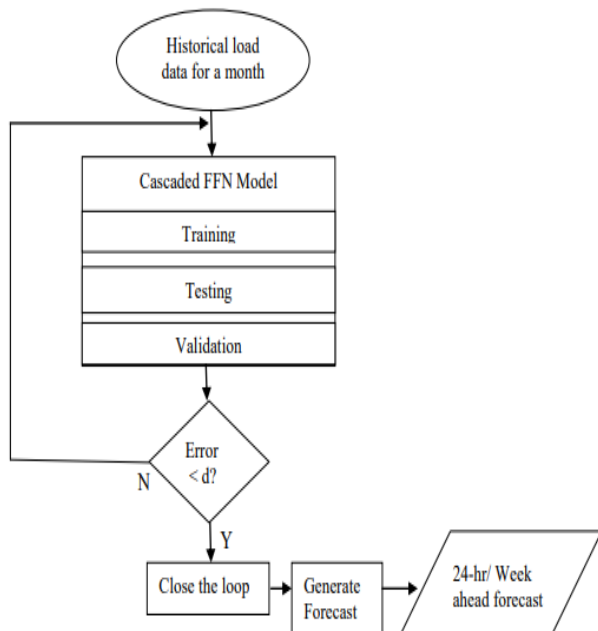 Historical load
data for a month
Cascaded FFN Model
Training
Testing
Validation
Error
< d?
N
Y
Close the loop
Generate
Forecast
24-hr/ Week
ahead forecast